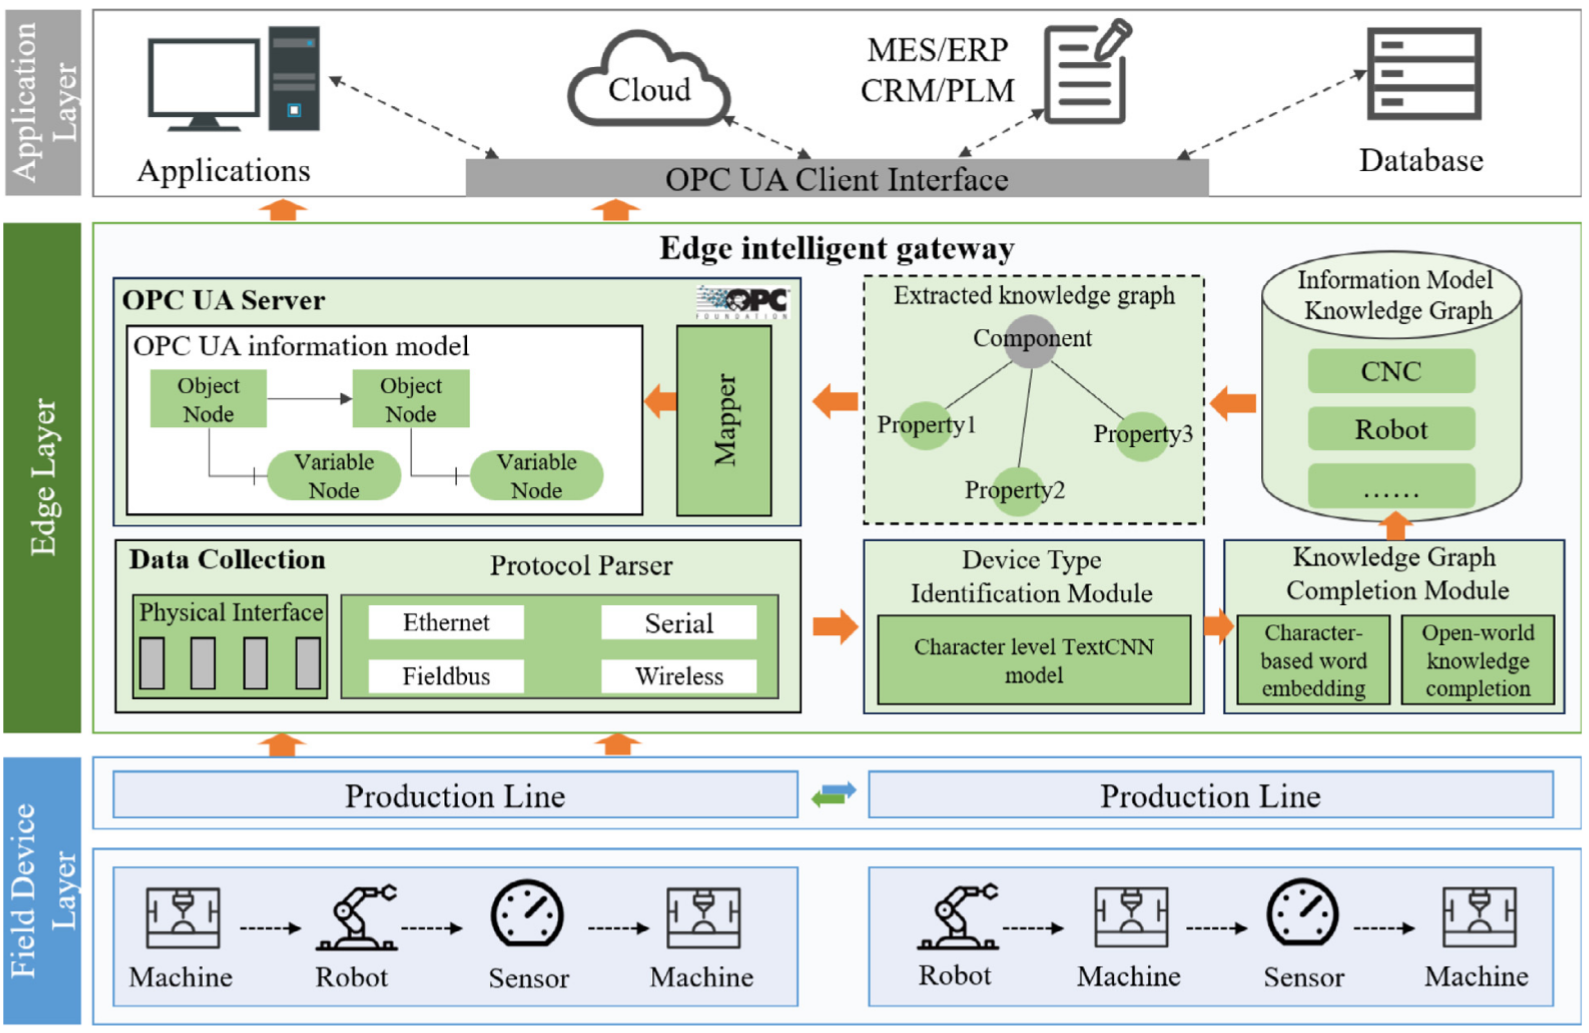 Application
Layer
Applications
Cloud
MES/ERP
CRM/PLM
Database
OPC UA Client Interface
Edge Layer
Edge intelligent gateway
OPC UA Server
OPC
FOUNDATION
OPC UA information model
Object
Node
Object
Node
Variable
Node
Variable
Node
Mapper
Extracted knowledge graph
Component
Property1
Property2
Property3
Information Model
Knowledge Graph
CNC
Robot
......
Data Collection
Physical Interface
Protocol Parser
Ethernet
Serial
Fieldbus
Wireless
Device Type
Identification Module
Character level TextCNN
model
Knowledge Graph
Completion Module
Character-
based word
embedding
Open-world
knowledge
completion
Field Device
Layer
Production Line
Production Line
Machine
Robot
Sensor
Machine
Robot
Machine
Sensor
Machine